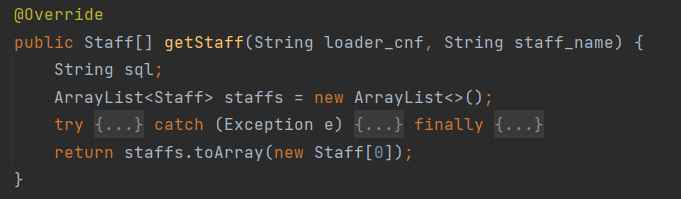 @Override
public Staff[] getStaff(String loader_cnf, String staff_name) {
String sql;
ArrayList<Staff> staffs = new ArrayList<>();
try {...} catch (Exception e) {...} finally {...}
return staffs.toArray(new Staff[0]);
}